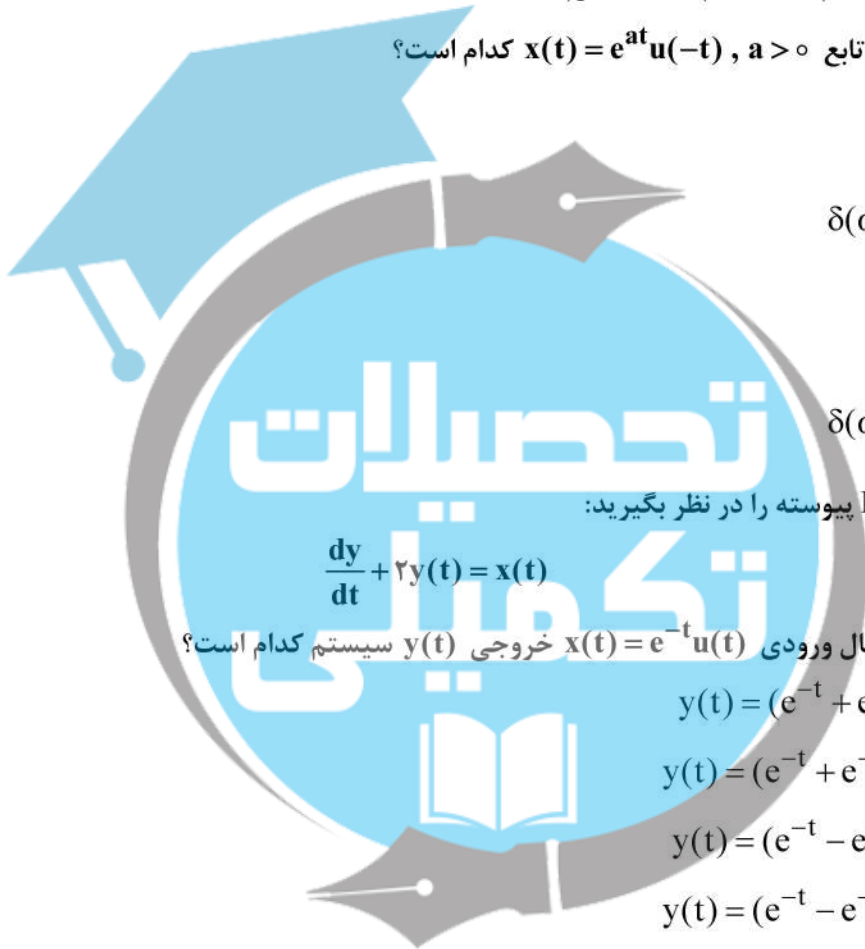 تابع x(t) = e^{at}u(−t) , a > ۰ کدام است؟
δ(
δ(
پیوسته را در نظر بگیرید:
dy/dt + ۲y(t) = x(t)
ورودی x(t) = e^{−t}u(t) خروجی y(t) سیستم کدام است؟
y(t) = (e^{−t} + e
y(t) = (e^{−t} + e^{−
y(t) = (e^{−t} − e
y(t) = (e^{−t} − e^{−
تحصیلات
تکمیلی